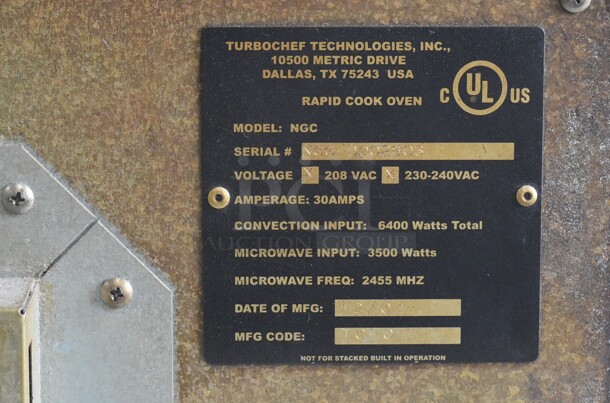 TURBOCHEF TECHNOLOGIES, INC.,
10500 METRIC DRIVE
DALLAS, TX 75243 USA
C UL US
RAPID COOK OVEN
MODEL: NGC
SERIAL #
VOLTAGE X 208 VAC X 230-240VAC
AMPERAGE: 30AMPS
CONVECTION INPUT: 6400 Watts Total
AUCTION GROUP
MICROWAVE INPUT: 3500 Watts
MICROWAVE FREQ: 2455 MHZ
DATE OF MFG:
MFG CODE:
NOT FOR STACKED BUILT IN OPERATION